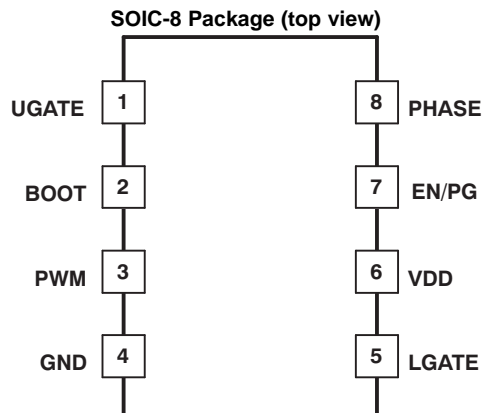 SOIC-8 Package (top view)
UGATE 1 8 PHASE
BOOT 2 7 EN/PG
PWM 3 6 VDD
GND 4 5 LGATE